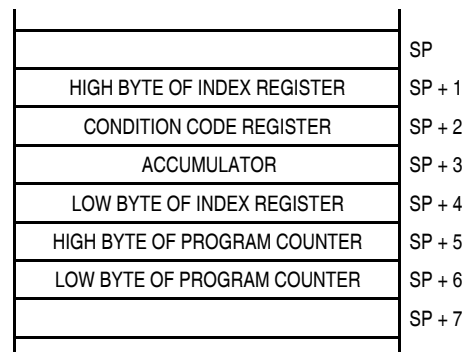 SP
HIGH BYTE OF INDEX REGISTER SP + 1
CONDITION CODE REGISTER SP + 2
ACCUMULATOR SP + 3
LOW BYTE OF INDEX REGISTER SP + 4
HIGH BYTE OF PROGRAM COUNTER SP + 5
LOW BYTE OF PROGRAM COUNTER SP + 6
SP + 7